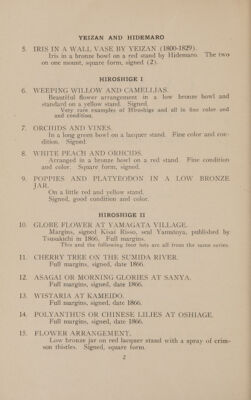 YEIZAN AND HIDEMARO
5. IRIS IN A WALL VASE BY YEIZAN (1800-1829).
Iris in a bronze bowl on a red stand by Hidemaro. The two
on one mount, square form, signed (2).
HIROSHIGE I
6. WEEPING WILLOW AND CAMELLIAS.
Beautiful flower arrangement in a low bronze bowl and
standard on a yellow stand. Signed.
Very rare examples of Hiroshige and all in fine color and
and condition.
7. ORCHIDS AND VINES.
In a long green bowl on a lacquer stand. Fine color and con-
dition. Signed.
8. WHITE PEACH AND ORHCIDS.
Arranged in a bronze bowl on a red stand. Fine condition
and color. Square form, signed.
9. POPPIES AND PLATYEODON IN A LOW BRONZE
JAR.
On a little red and yellow stand.
Signed, good condition and color.
HIROSHIGE II
10. GLOBE FLOWER AT YAMAGATA VILLAGE.
Margins, signed Kisai Risso, seal Yamanya, published by
Tsutakichi in 1866. Full margins.
This and the following four lots are all from the same series.
11. CHERRY TREE ON THE SUMIDA RIVER.
Full margins, signed, date 1866.
12. ASAGAI OR MORNING GLORIES AT SANYA.
Full margins, signed, date 1866.
13. WISTARIA AT KAMEIDO.
Full margins, signed, date 1866.
14. POLYANTHUS OR CHINESE LILIES AT OSHIAGE.
Full margins, signed, date 1866.
15. FLOWER ARRANGEMENT.
Low bronze jar on red lacquer stand with a spray of crim-
son thistles. Signed, square form.
2